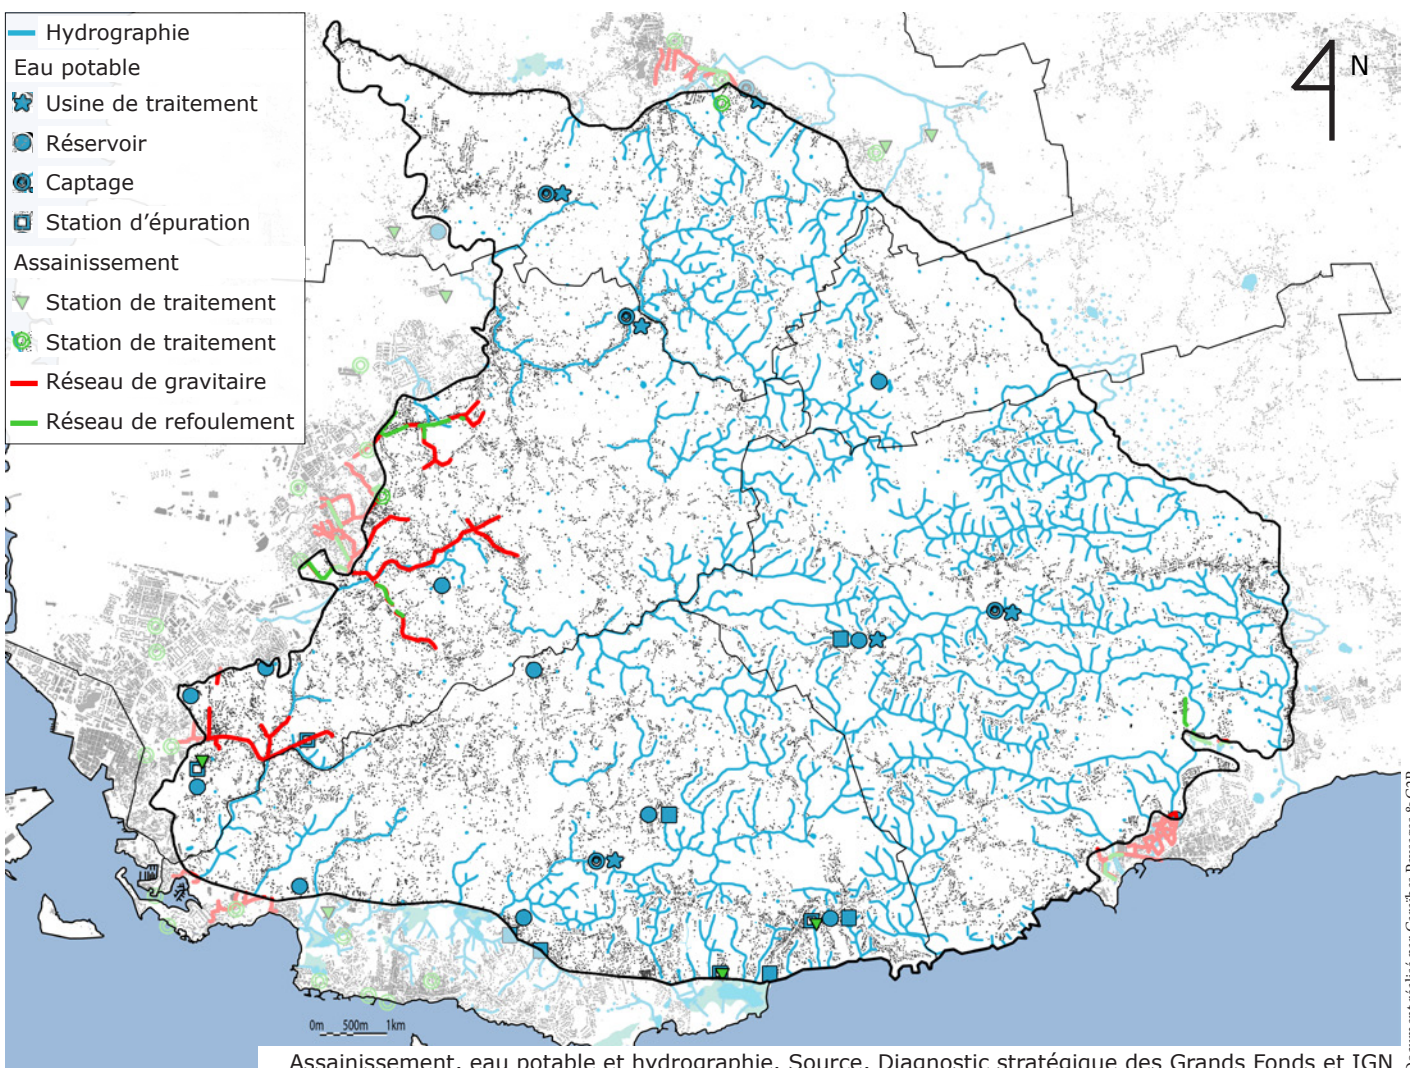 Hydrographie
Eau potable
Usine de traitement
Réservoir
Captage
Station d'épuration
Assainissement
Station de traitement
Station de traitement
Réseau de gravitaire
Réseau de refoulement
N
0m 500m 1km
Assainissement, eau potable et hydrographie. Source. Diagnostic stratégique des Grands Fonds et IGN